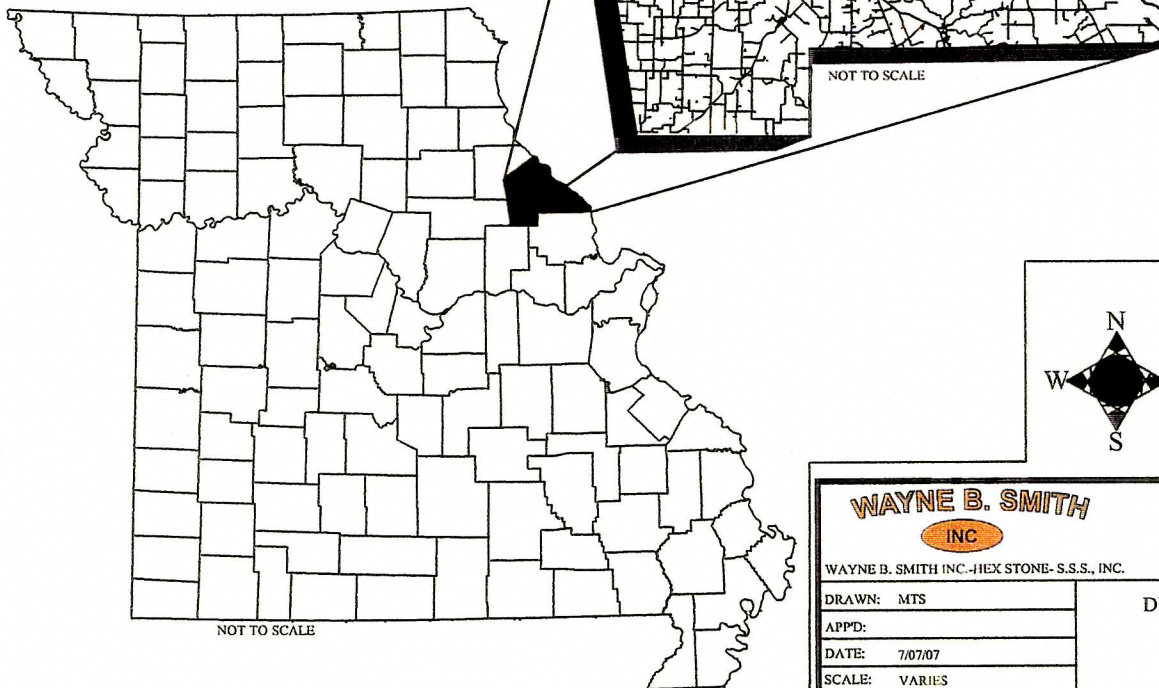 NOT TO SCALE
N
W
S
WAYNE B. SMITH
INC
WAYNE B. SMITH INC.-HEX STONE- S.S.S., INC.
DRAWN: MTS
APP'D:
DATE: 7/07/07
SCALE: VARIES
NOT TO SCALE